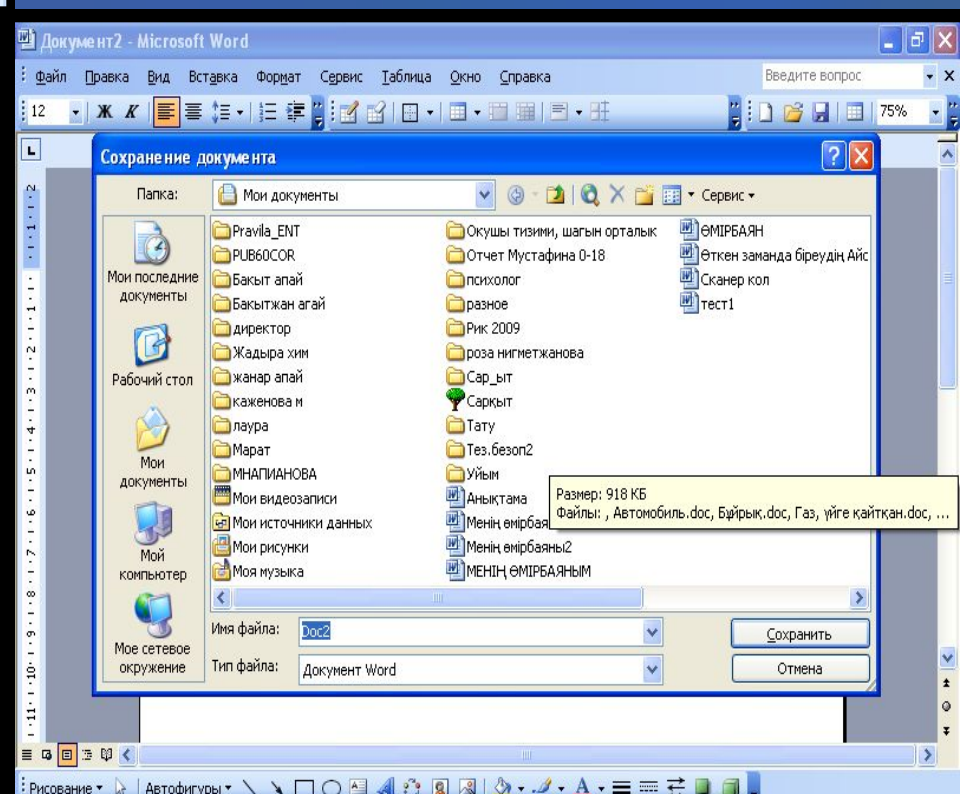 Документ2 - Microsoft Word
Файл Правка Вид Вставка Формат Сервис Таблица Окно Справка Введите вопрос
12 Ж К 75%
Сохранение документа
Папка: Мои документы Сервис
Мои последние документы
Рабочий стол
Мои документы
Мой компьютер
Мое сетевое окружение
Pravila_ENT
PUB60COR
Бакыт апай
Бакытжан агай
директор
Жадыра хим
жанар апай
каженова м
лаура
Марат
МНАПИАНОВА
Мои видеозаписи
Мои источники данных
Мои рисунки
Моя музыка
Окушы тизими, шагын орталык
Отчет Мустафина 0-18
психолог
разное
Рик 2009
роза нигметжанова
Сар_ыт
Сарқыт
Тату
Тез.безоп2
Уйым
Анықтама
Менің өмірбая
Менің өмірбаяны2
МЕНІҢ ӨМІРБАЯНЫМ
ӨМІРБАЯН
Өткен заманда біреудің Айс
Сканер кол
тест1
Размер: 918 КБ
Файлы: , Автомобиль.doc, Бұйрық.doc, Газ, үйге қайтқан.doc, ...
Имя файла: Doc2 Сохранить
Тип файла: Документ Word Отмена
Рисование Автофигуры